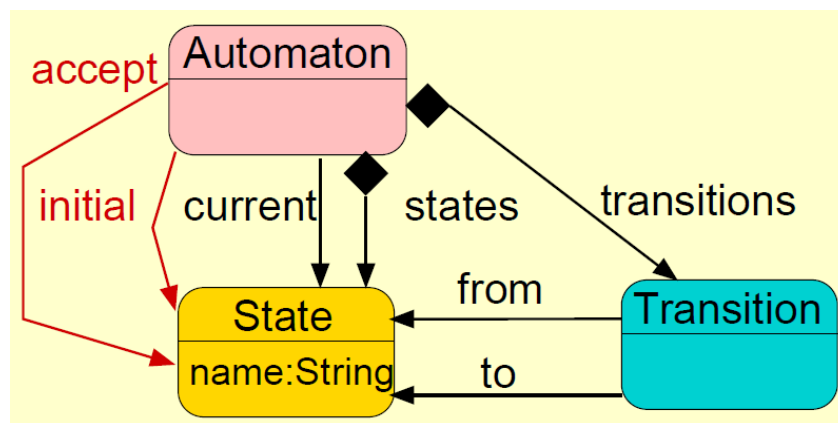 accept
Automaton
initial
current
states
transitions
from
State
name:String
to
Transition